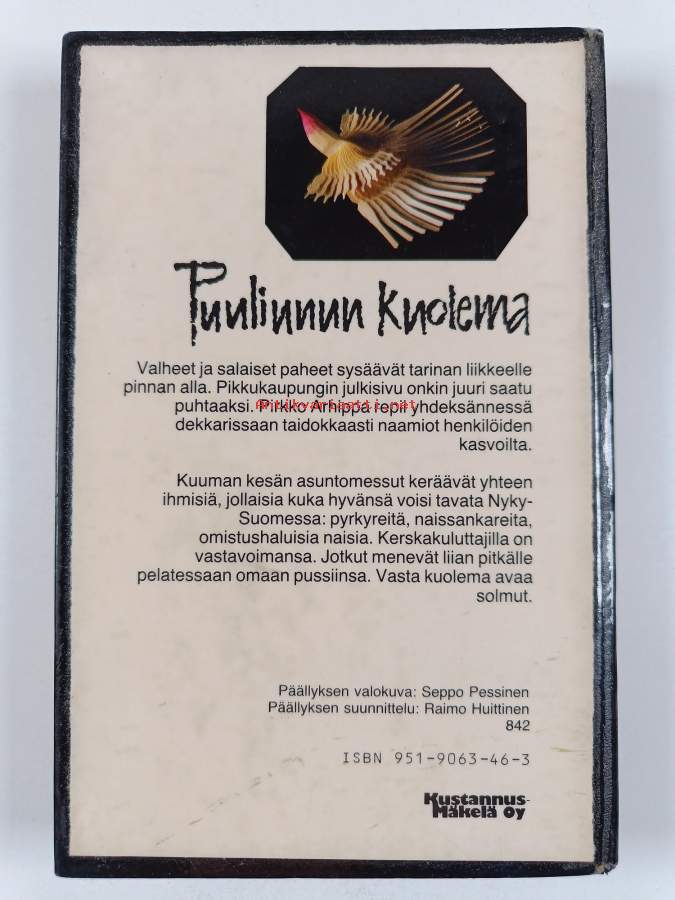 Puulinnun kuolema
Valheet ja salaiset paheet sysäävät tarinan liikkeelle
pinnan alla. Pikkukaupungin julkisivu onkin juuri saatu
puhtaaksi. Pirkko Arhippa repii yhdeksännessä
Antikvariaatti.net
dekkarissaan taidokkaasti naamiot henkilöiden
kasvoilta.
Kuuman kesän asuntomessut keräävät yhteen
ihmisiä, jollaisia kuka hyvänsä voisi tavata Nyky-
Suomessa: pyrkyreitä, naissankareita,
omistushaluisia naisia. Kerskakuluttajilla on
vastavoimansa. Jotkut menevät liian pitkälle
pelatessaan omaan pussiinsa. Vasta kuolema avaa
solmut.
Päällyksen valokuva: Seppo Pessinen
Päällyksen suunnittelu: Raimo Huittinen
842
ISBN 951-9063-46-3
Kustannus-
Mäkelä Oy